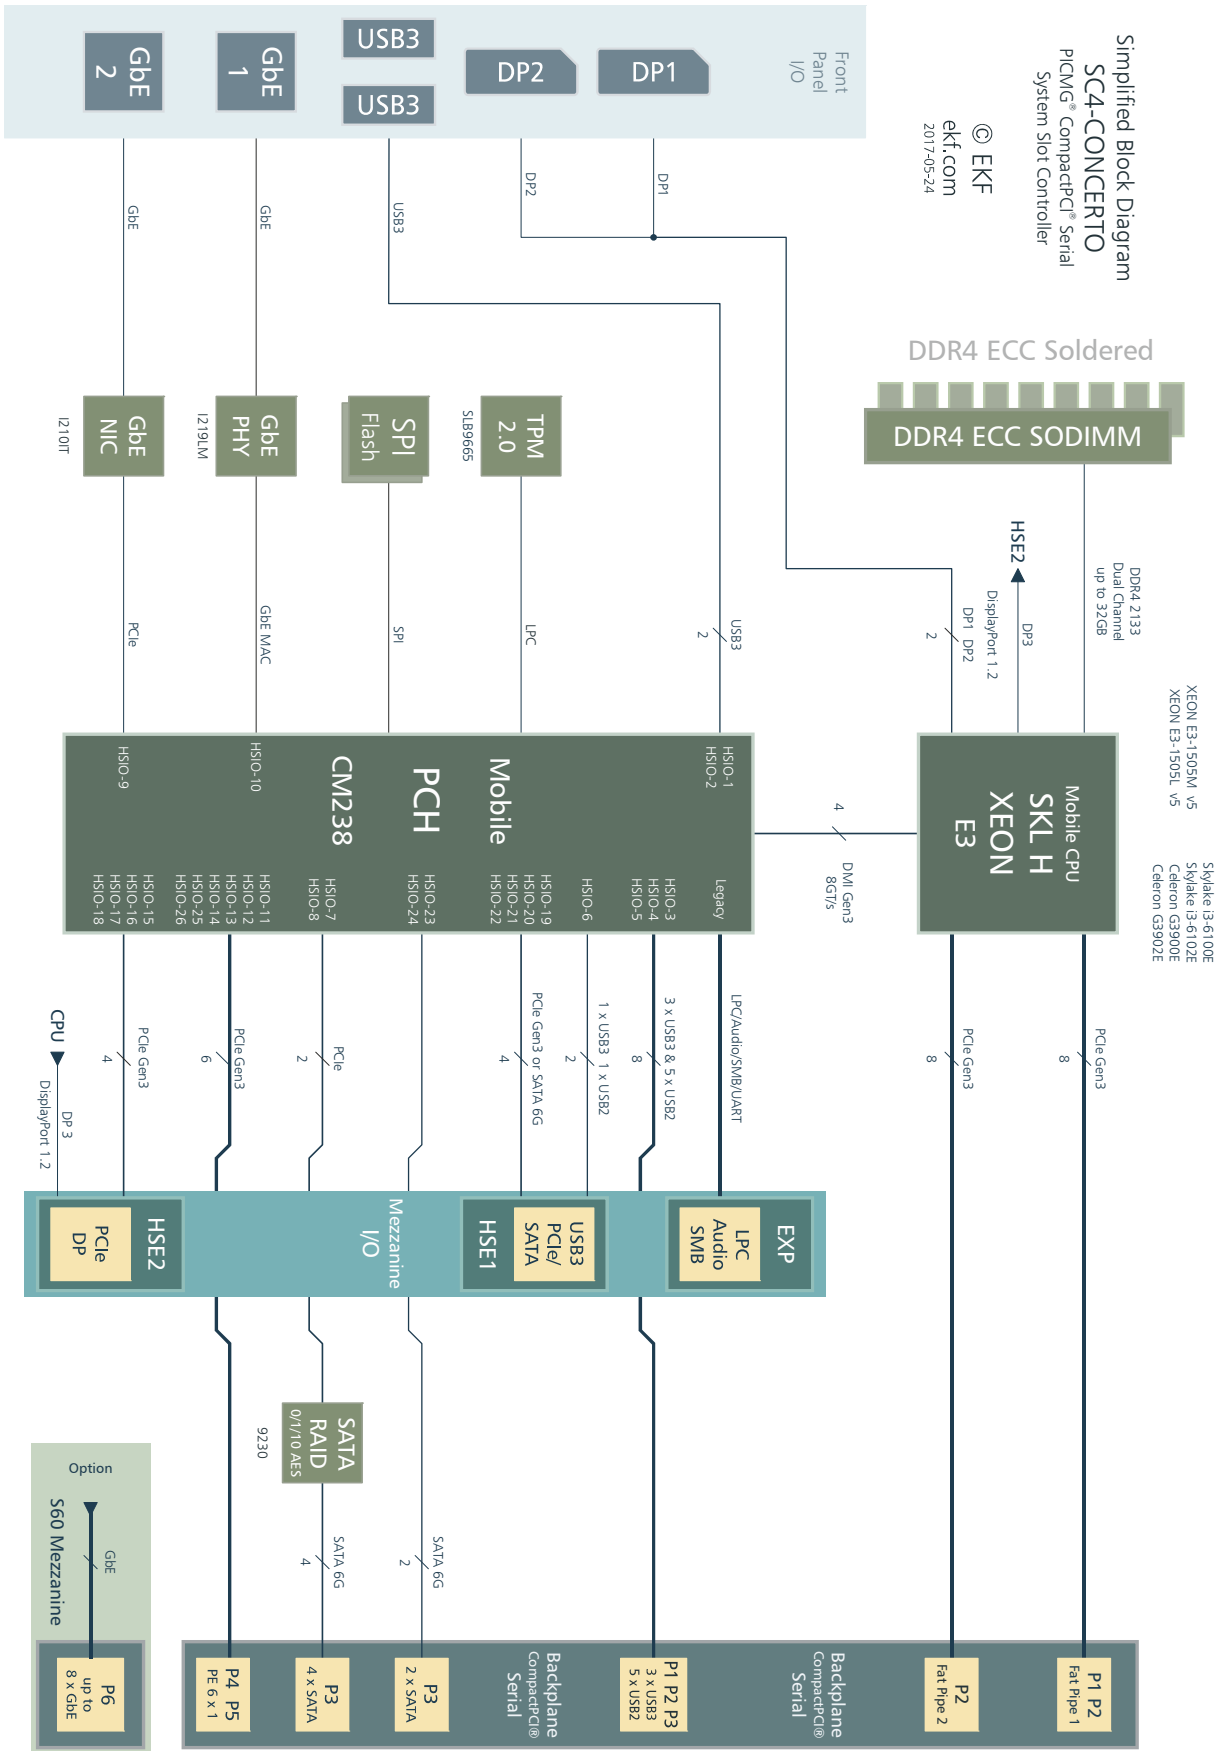 Simplified Block Diagram
SC4-CONCERTO
PICMG® CompactPCI® Serial
System Slot Controller
© EKF
ekf.com
2017-05-24
Front
Panel
I/O
GbE
2
GbE
1
USB3
USB3
DP2
DP1
GbE
GbE
USB3
DP2
DP1
DDR4 ECC Soldered
DDR4 ECC SODIMM
GbE
NIC
I210IT
GbE
PHY
I219LM
SPI
Flash
TPM
2.0
SLB9665
HSE2
DP3
DisplayPort 1.2
DP1 DP2
2
DDR4 2133
Dual Channel
up to 32GB
PCIe
GbE MAC
SPI
LPC
USB3
2
XEON E3-1505M v5
XEON E3-1505L v5
Skylake i3-6100E
Skylake i3-6102E
Celeron G3900E
Celeron G3902E
Mobile CPU
SKL H
XEON
E3
4
DMI Gen3
8GT/s
Mobile
PCH
CM238
HSIO-9
HSIO-10
HSIO-1
HSIO-2
HSIO-15
HSIO-16
HSIO-17
HSIO-18
HSIO-11
HSIO-12
HSIO-13
HSIO-14
HSIO-25
HSIO-26
HSIO-7
HSIO-8
HSIO-23
HSIO-24
HSIO-19
HSIO-20
HSIO-21
HSIO-22
HSIO-6
HSIO-3
HSIO-4
HSIO-5
Legacy
CPU
DP 3
DisplayPort 1.2
PCIe Gen3
4
PCIe Gen3
6
PCIe
2
PCIe Gen3 or SATA 6G
4
1 x USB3 1 x USB2
2
3 x USB3 & 5 x USB2
8
LPC/Audio/SMB/UART
PCIe Gen3
8
PCIe Gen3
8
HSE2
PCIe
DP
Mezzanine
I/O
HSE1
USB3
PCIe/
SATA
EXP
LPC
Audio
SMB
SATA
RAID
0/1/10 AES
9230
SATA 6G
4
SATA 6G
2
Option
S60 Mezzanine
GbE
P6
up to
8 x GbE
P4 P5
PE 6 x 1
P3
4 x SATA
P3
2 x SATA
Backplane
CompactPCI®
Serial
P1 P2 P3
3 x USB3
5 x USB2
Backplane
CompactPCI®
Serial
P2
Fat Pipe 2
P1 P2
Fat Pipe 1